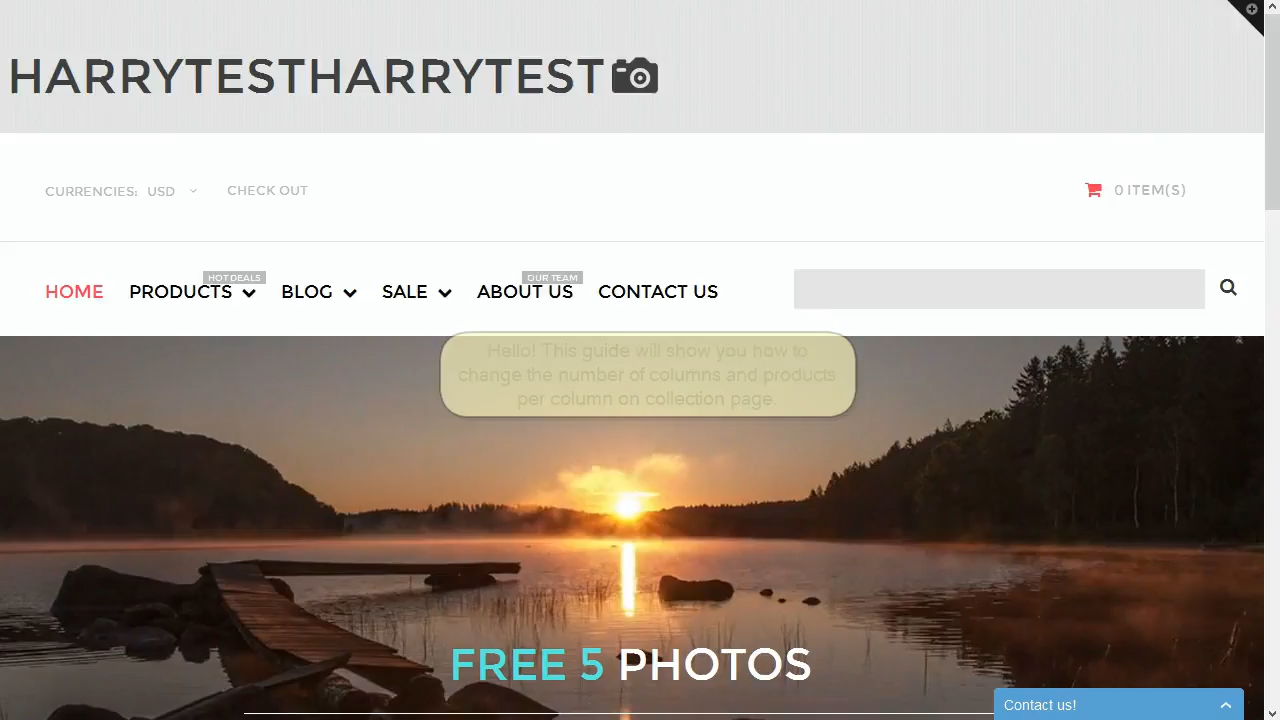 HARRYTESTHARRYTEST
CURRENCIES: USD CHECK OUT 0 ITEM(S)
HOT DEALS OUR TEAM
HOME PRODUCTS BLOG SALE ABOUT US CONTACT US
Hello! This guide will show you how to
change the number of columns and products
per column on collection page.
FREE 5 PHOTOS
Contact us!